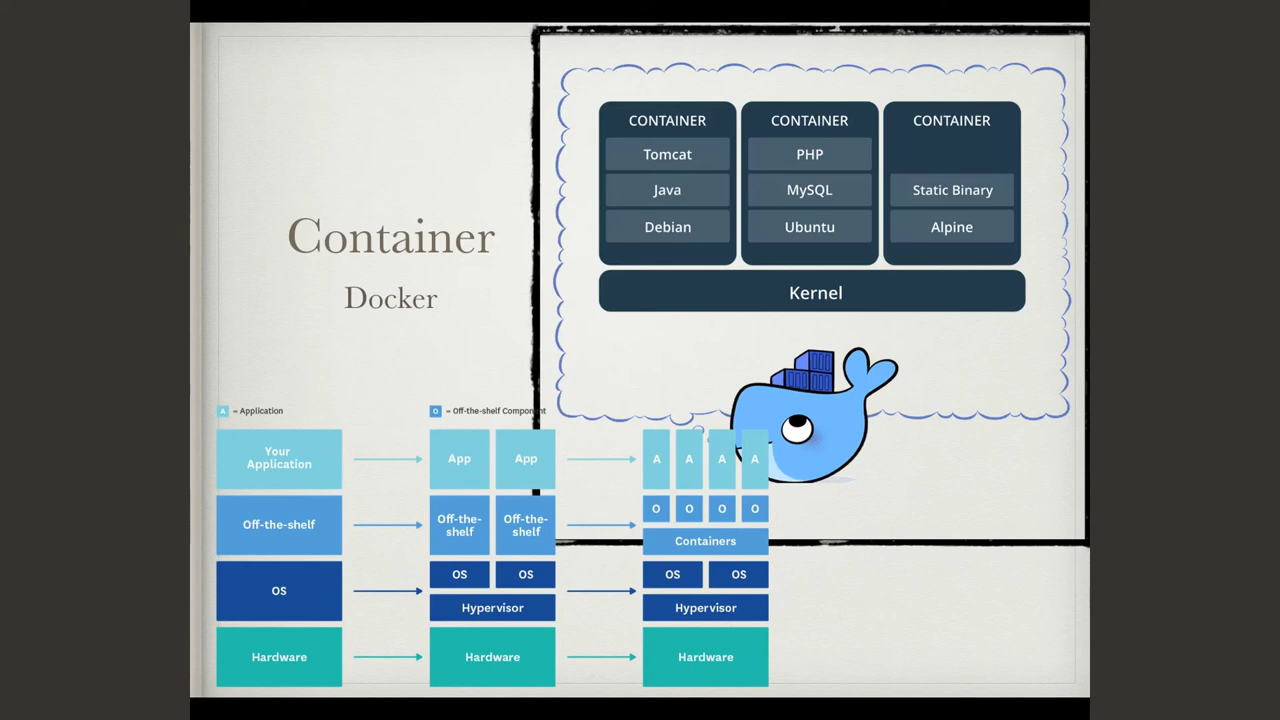 Container
Docker
CONTAINER
Tomcat
Java
Debian
CONTAINER
PHP
MySQL
Ubuntu
CONTAINER
Static Binary
Alpine
Kernel
A = Application
O = Off-the-shelf Component
Your
Application
Off-the-shelf
OS
Hardware
App App
Off-the-
shelf
Off-the-
shelf
OS OS
Hypervisor
Hardware
A A A A
O O O O
Containers
OS OS
Hypervisor
Hardware